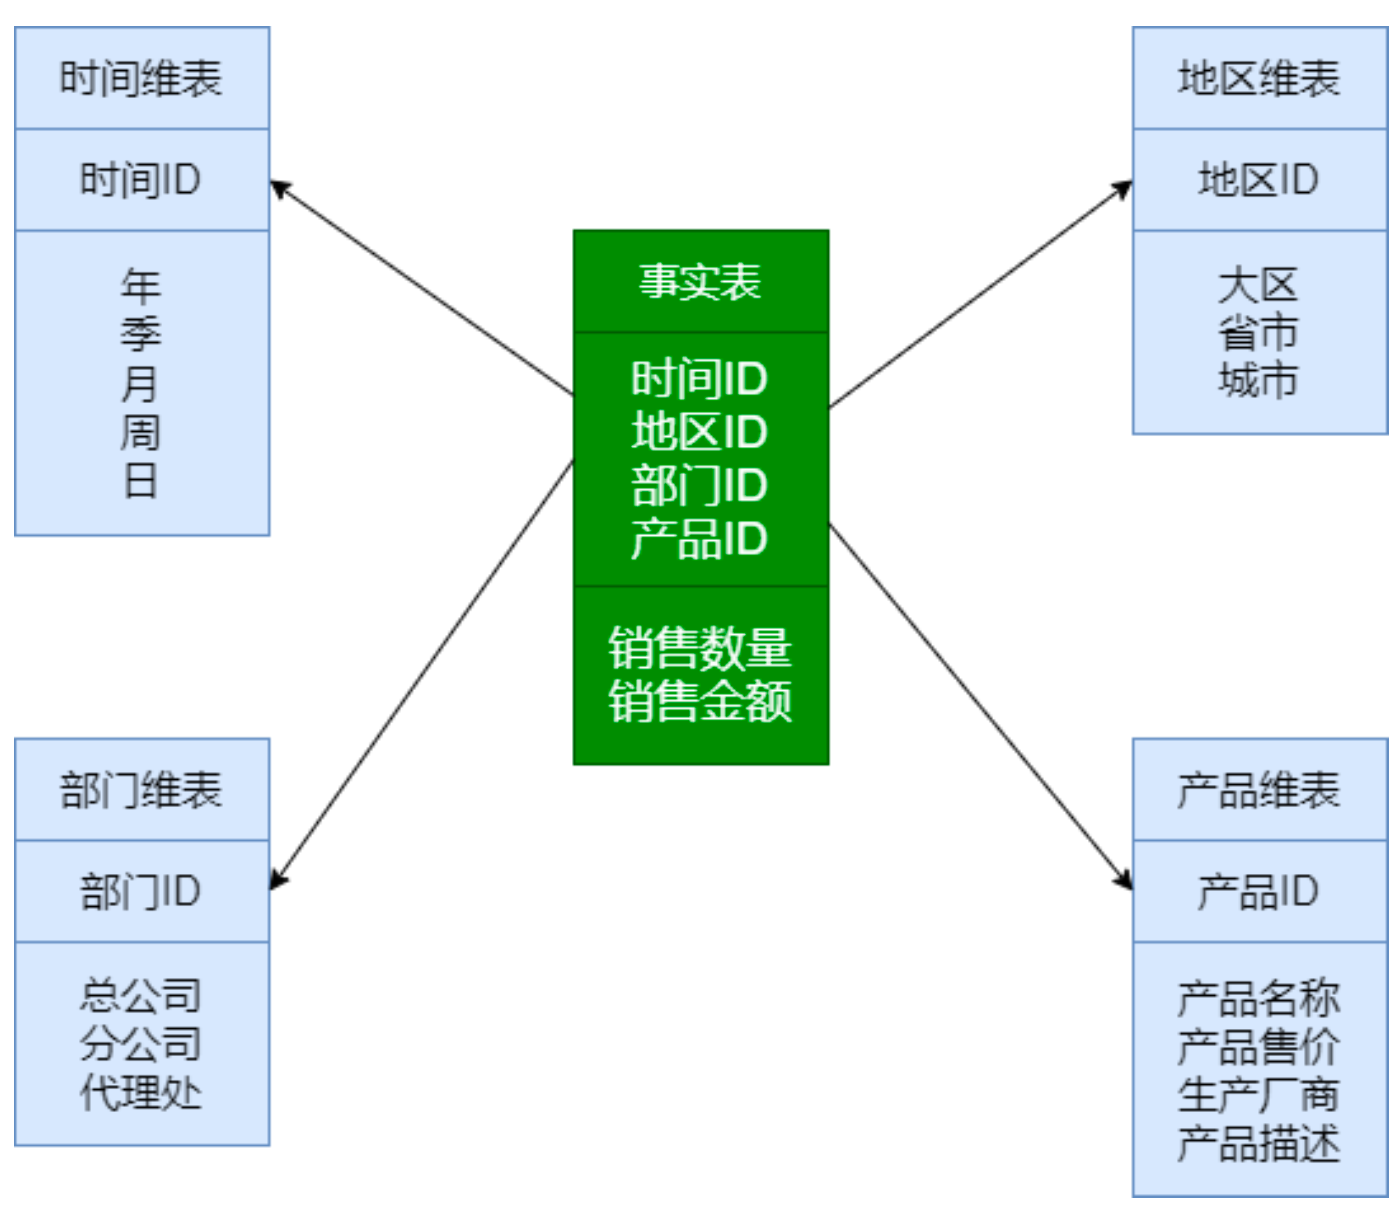 时间维表
时间ID
年
季
月
周
日
地区维表
地区ID
大区
省市
城市
事实表
时间ID
地区ID
部门ID
产品ID
销售数量
销售金额
部门维表
部门ID
总公司
分公司
代理处
产品维表
产品ID
产品名称
产品售价
生产厂商
产品描述